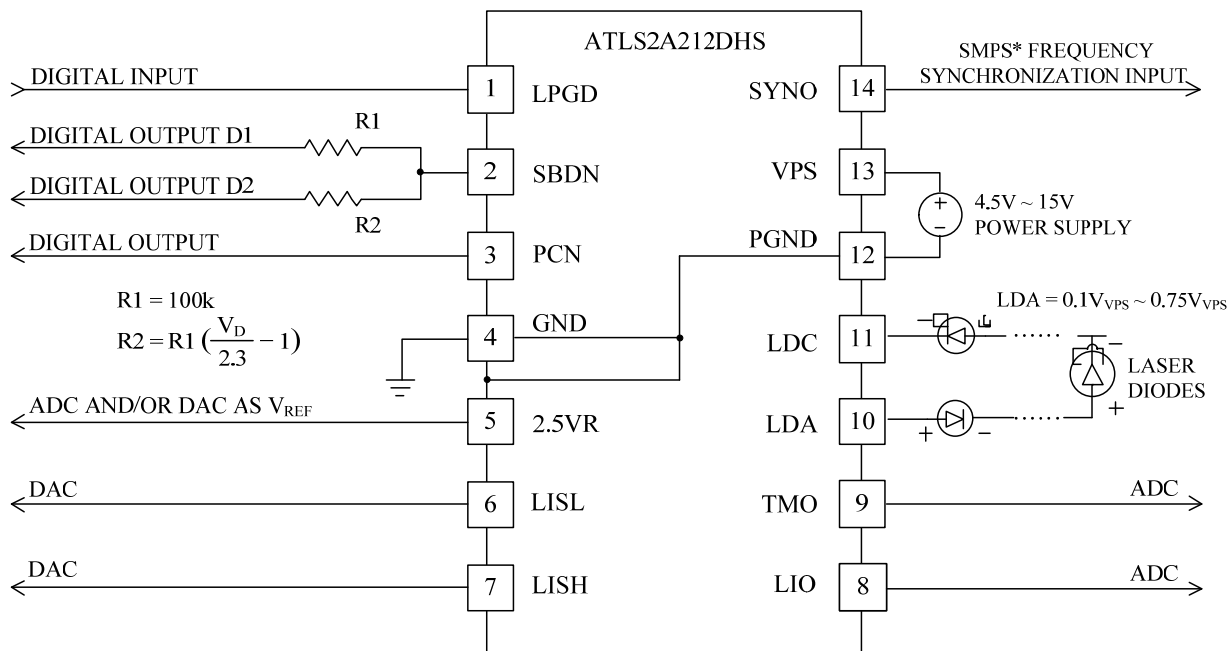 ATLS2A212DHS
DIGITAL INPUT
1
LPGD
DIGITAL OUTPUT D1
R1
2
SBDN
DIGITAL OUTPUT D2
R2
DIGITAL OUTPUT
3
PCN
R1 = 100k
R2 = R1 (V_D/2.3 − 1)
4
GND
ADC AND/OR DAC AS V_REF
5
2.5VR
DAC
6
LISL
DAC
7
LISH
SMPS* FREQUENCY
SYNCHRONIZATION INPUT
SYNO
14
VPS
13
+
−
4.5V ~ 15V
POWER SUPPLY
PGND
12
LDA = 0.1V_VPS ~ 0.75V_VPS
LDC
11
−
−
LASER
DIODES
+
LDA
10
+
−
TMO
9
ADC
LIO
8
ADC